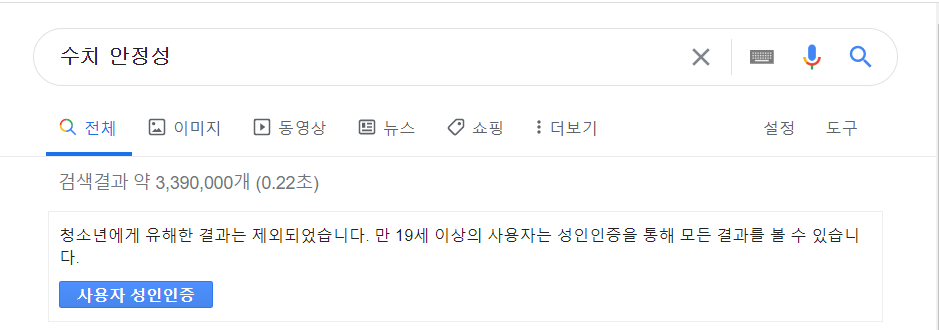 수치 안정성
전체 이미지 동영상 뉴스 쇼핑 더보기 설정 도구
검색결과 약 3,390,000개 (0.22초)
청소년에게 유해한 결과는 제외되었습니다. 만 19세 이상의 사용자는 성인인증을 통해 모든 결과를 볼 수 있습니
다.
사용자 성인인증